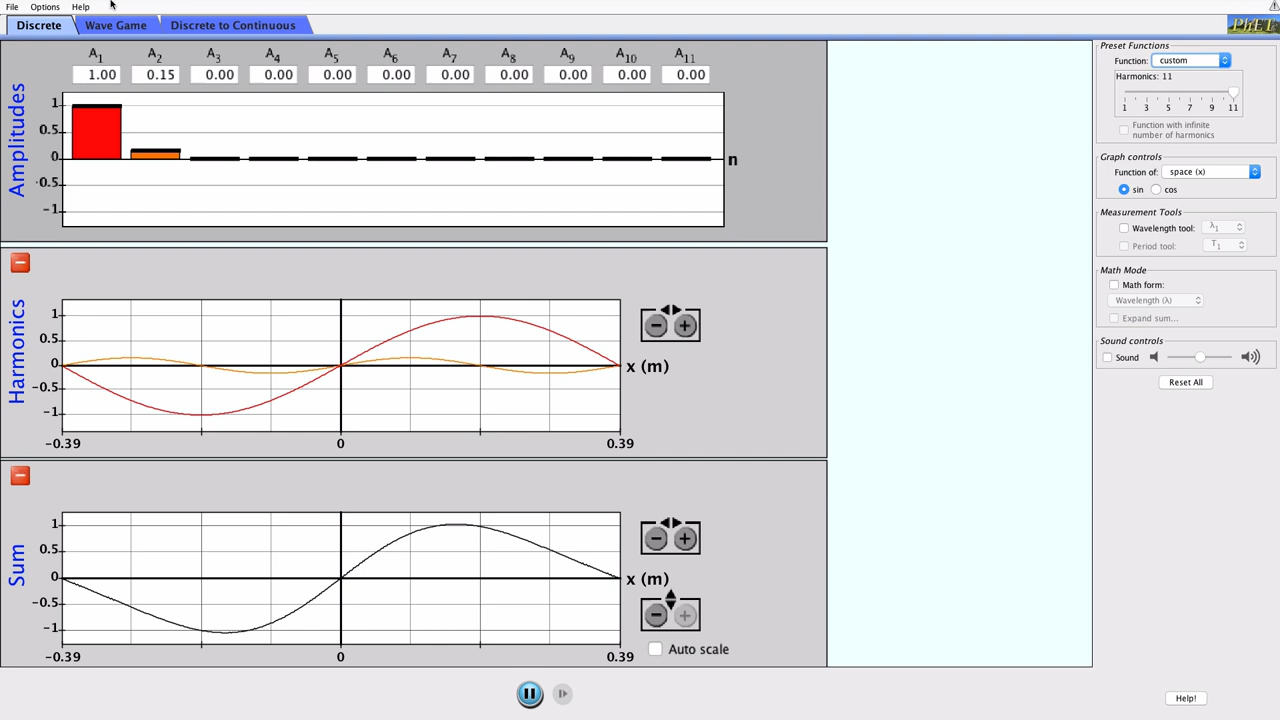 File Options Help
Discrete Wave Game Discrete to Continuous
PhET
A1 A2 A3 A4 A5 A6 A7 A8 A9 A10 A11
1.00 0.15 0.00 0.00 0.00 0.00 0.00 0.00 0.00 0.00 0.00
Amplitudes
1
0.5
0
-0.5
-1
n
Harmonics
1
0.5
0
-0.5
-1
x (m)
-0.39 0 0.39
Sum
1
0.5
0
-0.5
-1
x (m)
-0.39 0 0.39
Auto scale
Preset Functions
Function: custom
Harmonics: 11
1 3 5 7 9 11
Function with infinite
number of harmonics
Graph controls
Function of: space (x)
sin cos
Measurement Tools
Wavelength tool: λ1
Period tool: T1
Math Mode
Math form:
Wavelength (λ)
Expand sum...
Sound controls
Sound
Reset All
Help!